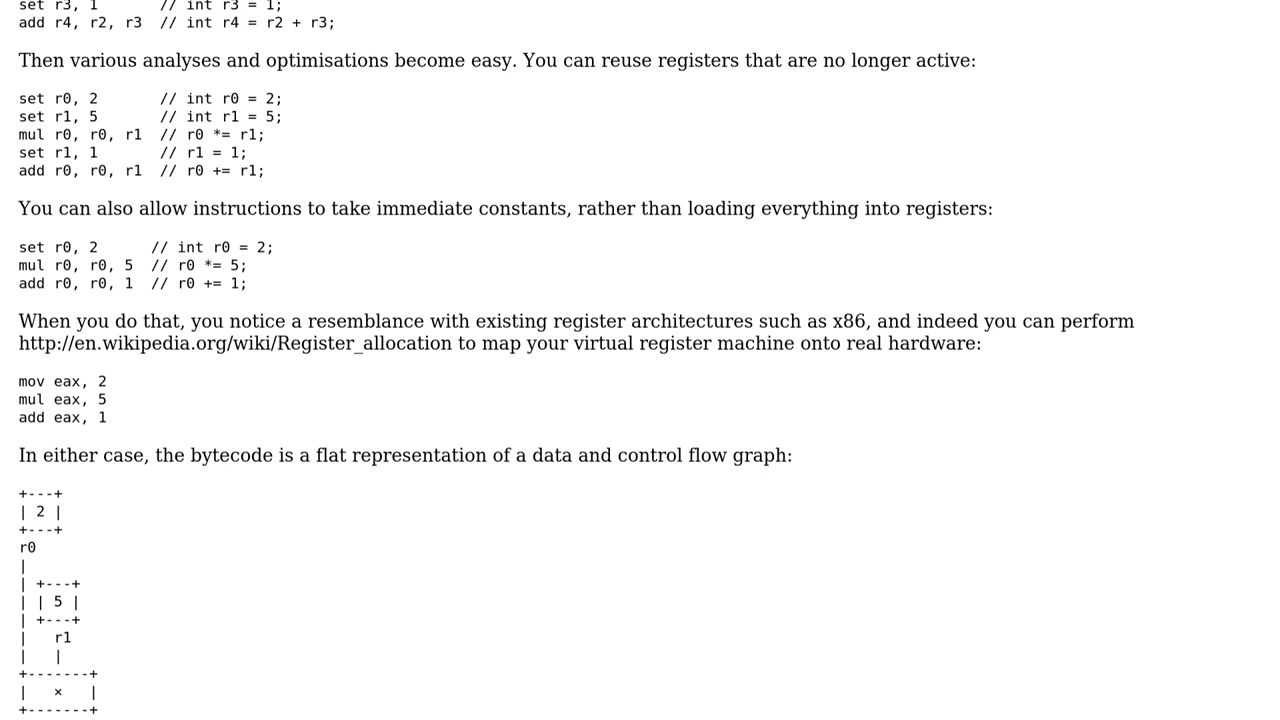 set r3, 1       // int r3 = 1;
add r4, r2, r3  // int r4 = r2 + r3;
Then various analyses and optimisations become easy. You can reuse registers that are no longer active:
set r0, 2       // int r0 = 2;
set r1, 5       // int r1 = 5;
mul r0, r0, r1  // r0 *= r1;
set r1, 1       // r1 = 1;
add r0, r0, r1  // r0 += r1;
You can also allow instructions to take immediate constants, rather than loading everything into registers:
set r0, 2      // int r0 = 2;
mul r0, r0, 5  // r0 *= 5;
add r0, r0, 1  // r0 += 1;
When you do that, you notice a resemblance with existing register architectures such as x86, and indeed you can perform
http://en.wikipedia.org/wiki/Register_allocation to map your virtual register machine onto real hardware:
mov eax, 2
mul eax, 5
add eax, 1
In either case, the bytecode is a flat representation of a data and control flow graph:
+---+
| 2 |
+---+
r0
|
| +---+
| | 5 |
| +---+
|   r1
|   |
+-------+
|   ×   |
+-------+